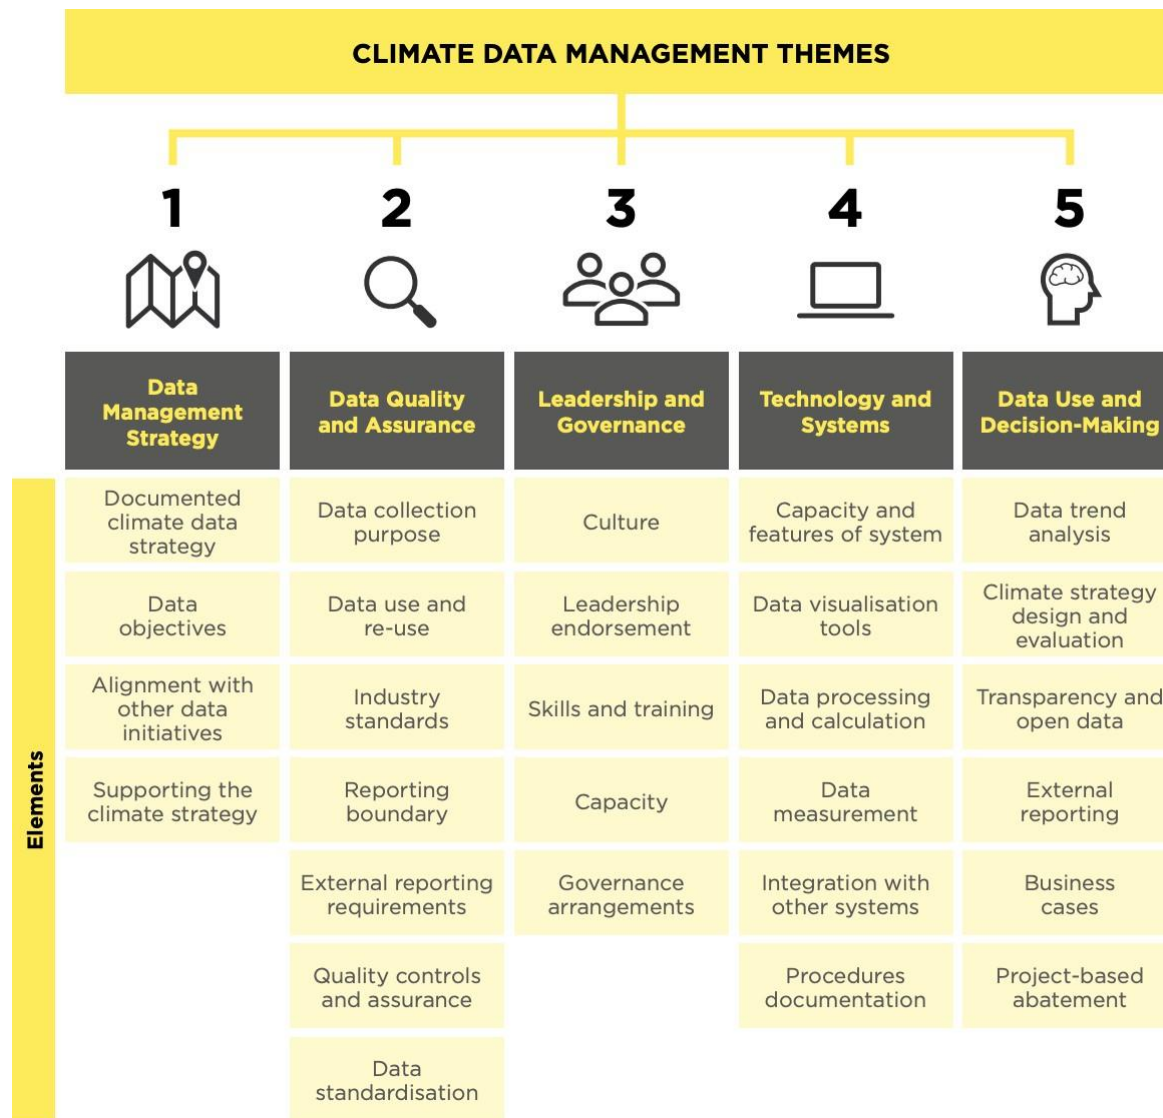 CLIMATE DATA MANAGEMENT THEMES
1
2
3
4
5
Data
Management
Strategy
Data Quality
and Assurance
Leadership and
Governance
Technology and
Systems
Data Use and
Decision-Making
Elements
Documented
climate data
strategy
Data
objectives
Alignment with
other data
initiatives
Supporting the
climate strategy
Data collection
purpose
Data use and
re-use
Industry
standards
Reporting
boundary
External reporting
requirements
Quality controls
and assurance
Data
standardisation
Culture
Leadership
endorsement
Skills and training
Capacity
Governance
arrangements
Capacity and
features of system
Data visualisation
tools
Data processing
and calculation
Data
measurement
Integration with
other systems
Procedures
documentation
Data trend
analysis
Climate strategy
design and
evaluation
Transparency and
open data
External
reporting
Business
cases
Project-based
abatement